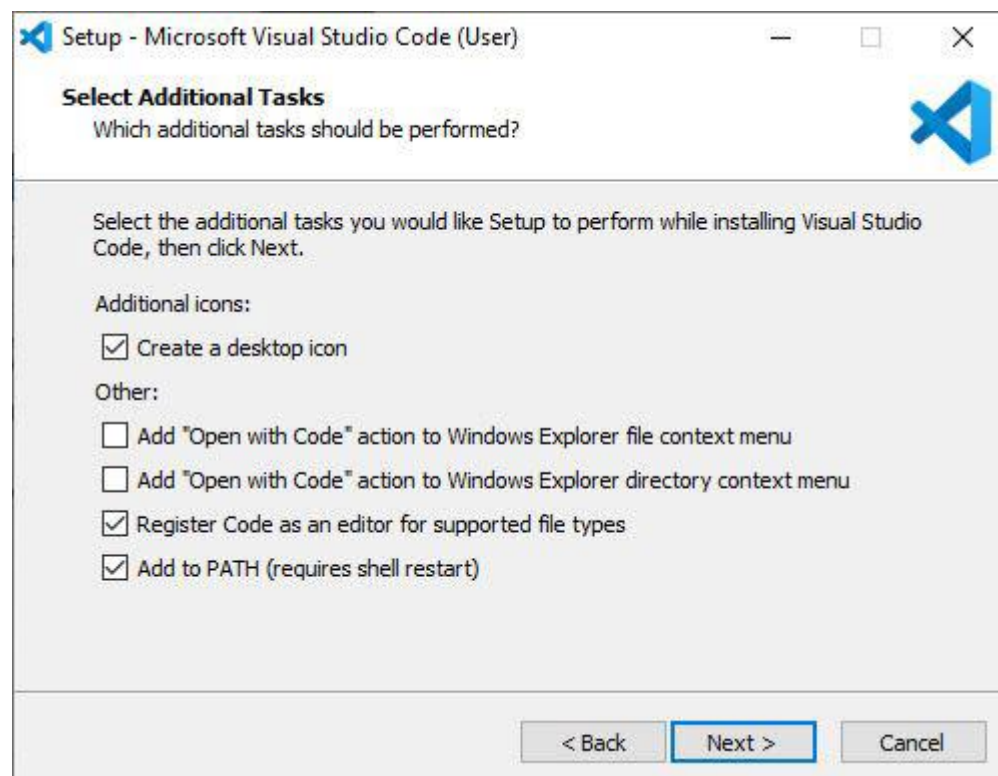 Setup - Microsoft Visual Studio Code (User)
Select Additional Tasks
Which additional tasks should be performed?
Select the additional tasks you would like Setup to perform while installing Visual Studio
Code, then click Next.
Additional icons:
Create a desktop icon
Other:
Add "Open with Code" action to Windows Explorer file context menu
Add "Open with Code" action to Windows Explorer directory context menu
Register Code as an editor for supported file types
Add to PATH (requires shell restart)
< Back Next > Cancel